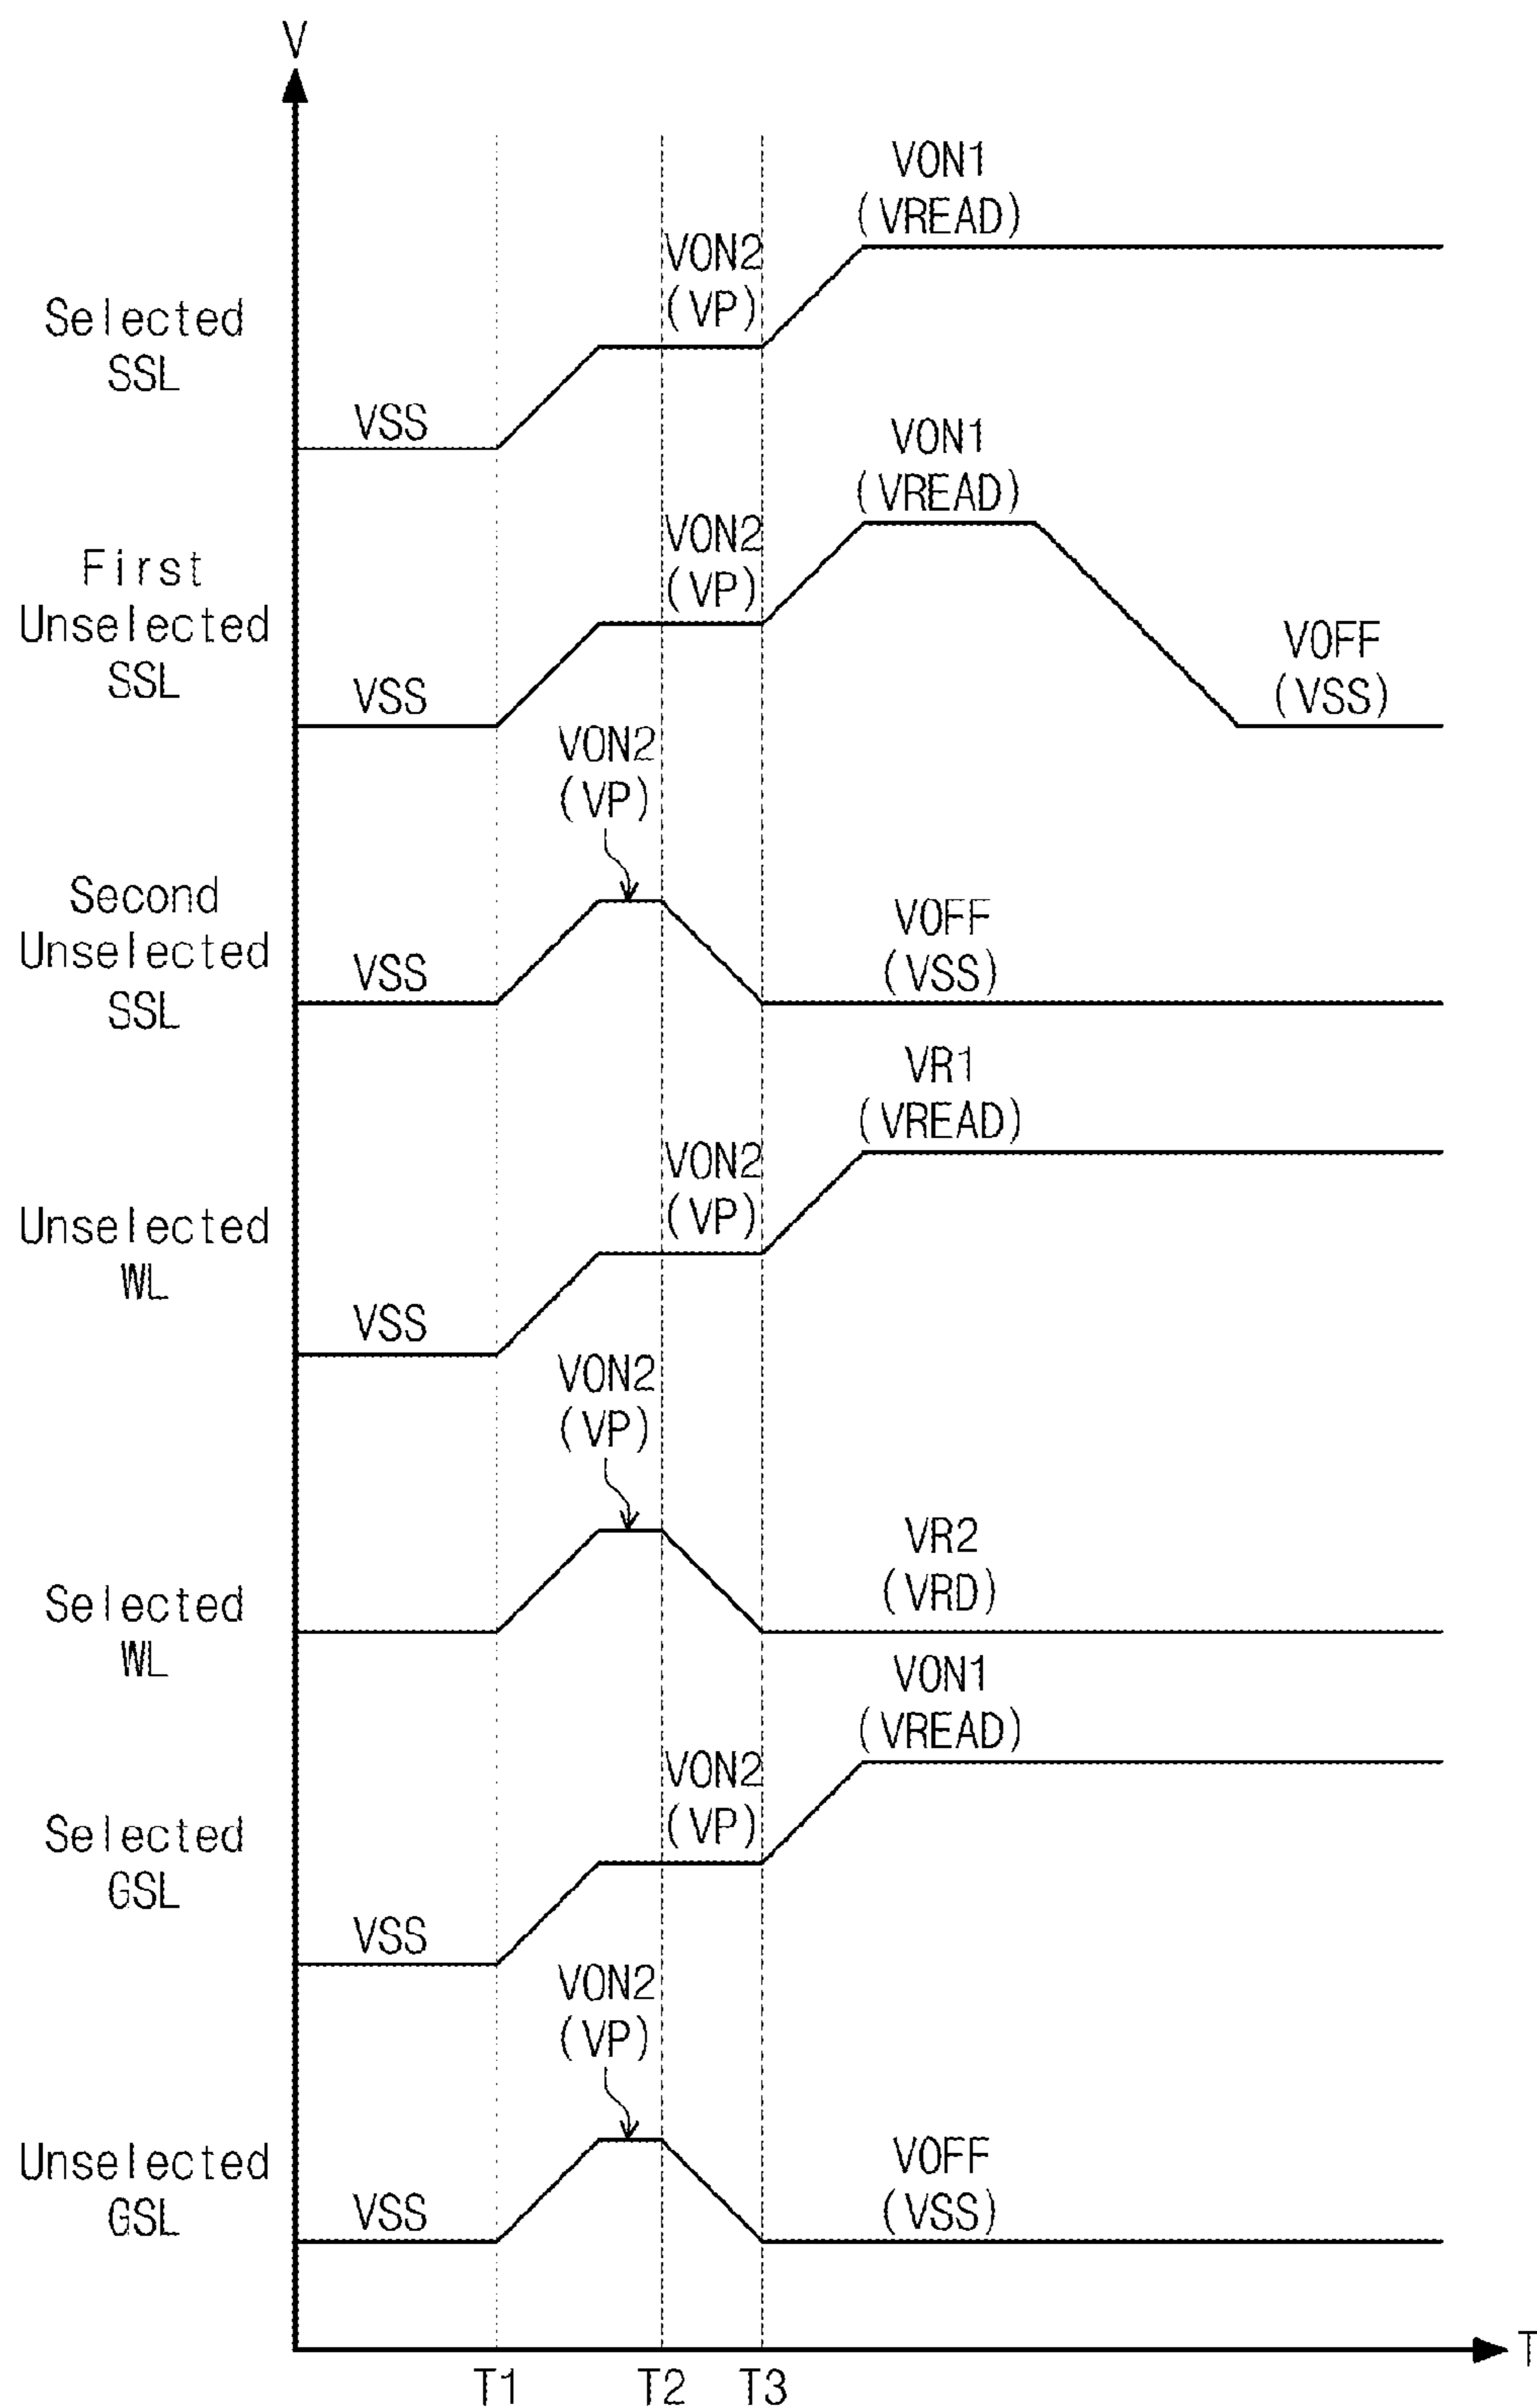 V
VON1
(VREAD)
VON2
(VP)
Selected
SSL
VSS
VON1
(VREAD)
VON2
(VP)
First
Unselected
SSL
VSS
VOFF
(VSS)
VON2
(VP)
Second
Unselected
SSL
VSS
VOFF
(VSS)
VR1
(VREAD)
VON2
(VP)
Unselected
WL
VSS
VON2
(VP)
Selected
WL
VR2
(VRD)
VON1
(VREAD)
VON2
(VP)
Selected
GSL
VSS
VON2
(VP)
Unselected
GSL
VSS
VOFF
(VSS)
T
T1 T2 T3